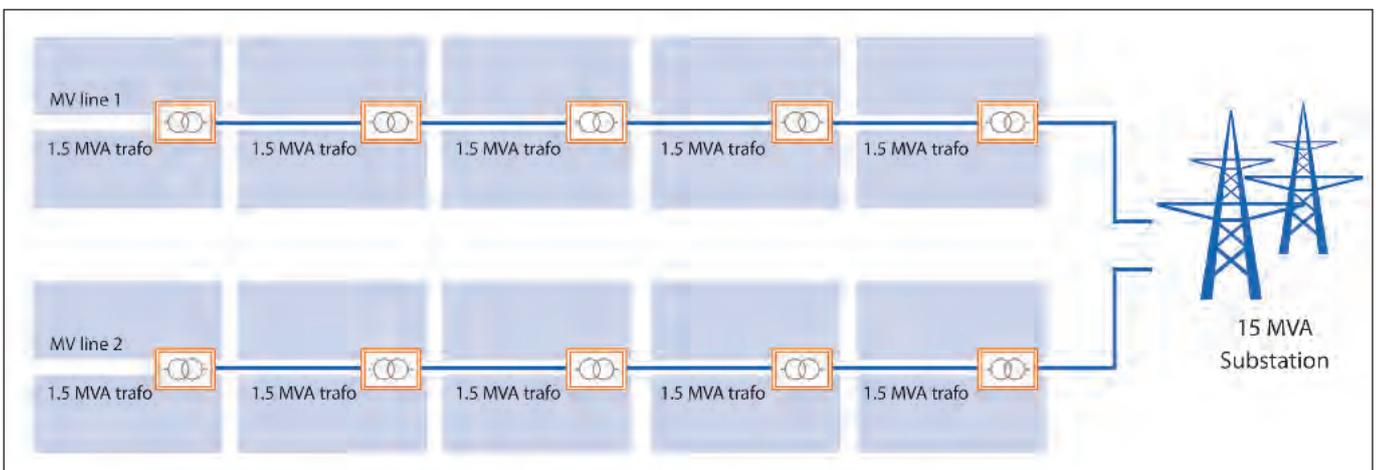 MV line 1
1.5 MVA trafo 1.5 MVA trafo 1.5 MVA trafo 1.5 MVA trafo 1.5 MVA trafo
MV line 2
1.5 MVA trafo 1.5 MVA trafo 1.5 MVA trafo 1.5 MVA trafo 1.5 MVA trafo
15 MVA
Substation